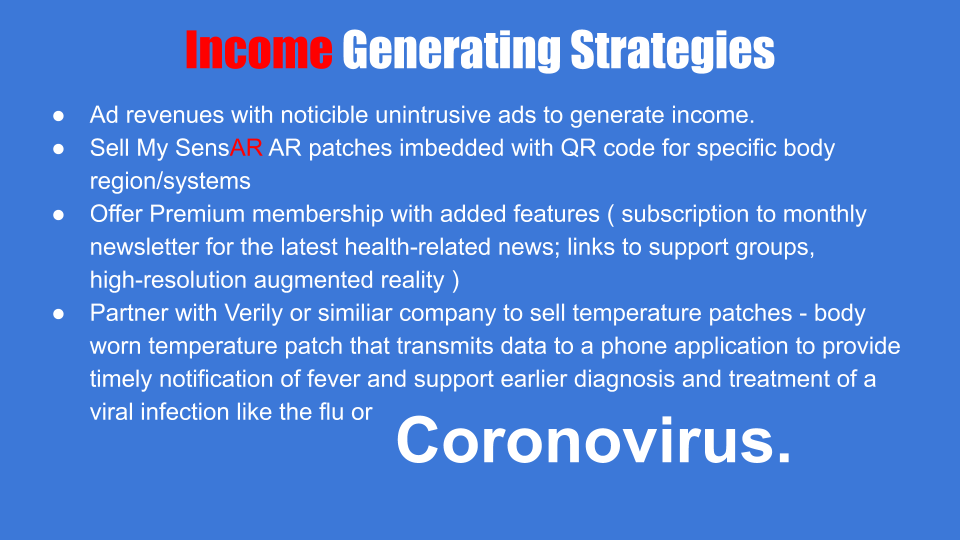 Income Generating Strategies
● Ad revenues with noticible unintrusive ads to generate income.
● Sell My SensAR AR patches imbedded with QR code for specific body
region/systems
● Offer Premium membership with added features ( subscription to monthly
newsletter for the latest health-related news; links to support groups,
high-resolution augmented reality )
● Partner with Verily or similiar company to sell temperature patches - body
worn temperature patch that transmits data to a phone application to provide
timely notification of fever and support earlier diagnosis and treatment of a
viral infection like the flu or
Coronovirus.